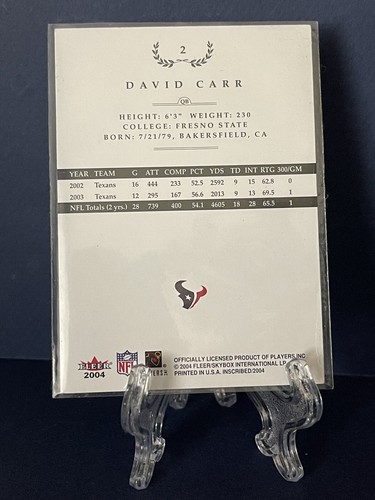 2
DAVID CARR
QB
HEIGHT: 6'3" WEIGHT: 230
COLLEGE: FRESNO STATE
BORN: 7/21/79, BAKERSFIELD, CA
YEAR TEAM G ATT COMP PCT YDS TD INT RTG 300/GM
2002 Texans 16 444 233 52.5 2592 9 15 62.8 0
2003 Texans 12 295 167 56.6 2013 9 13 69.5 1
NFL Totals (2 yrs.) 28 739 400 54.1 4605 18 28 65.5 1
FLEER
2004
NFL
PLAYERS
OFFICIALLY LICENSED PRODUCT OF PLAYERS INC
© 2004 FLEER/SKYBOX INTERNATIONAL LP
PRINTED IN U.S.A. INSCRIBED/2004